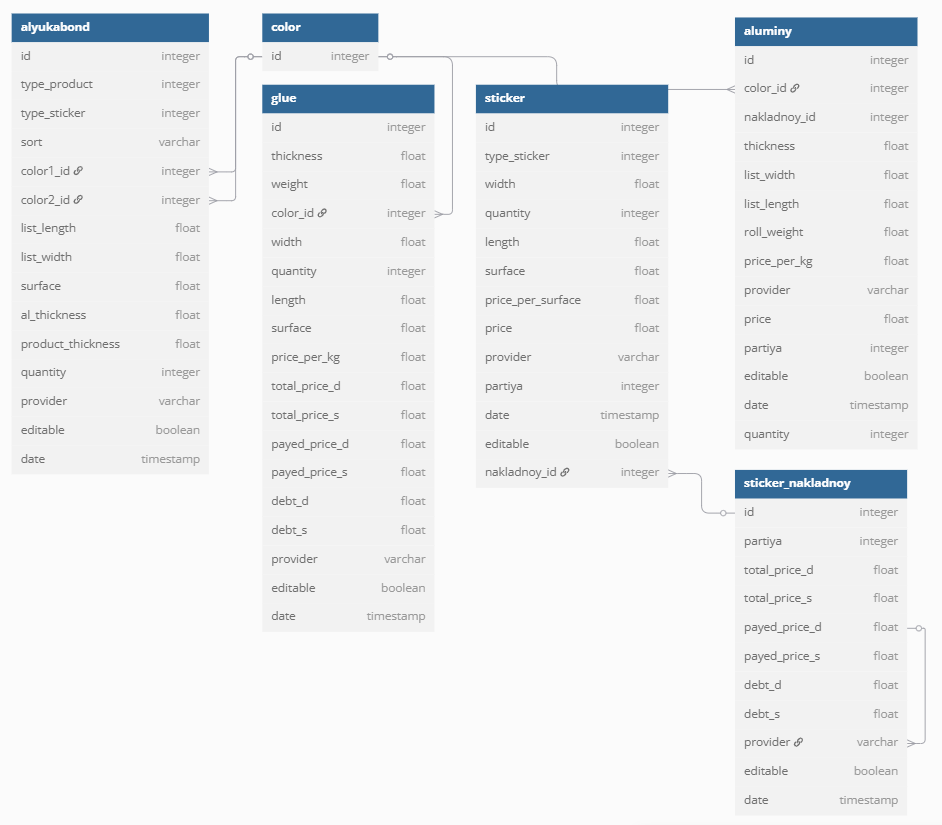 alyukabond
id integer
type_product integer
type_sticker integer
sort varchar
color1_id integer
color2_id integer
list_length float
list_width float
surface float
al_thickness float
product_thickness float
quantity integer
provider varchar
editable boolean
date timestamp
color
id integer
glue
id integer
thickness float
weight float
color_id integer
width float
quantity integer
length float
surface float
price_per_kg float
total_price_d float
total_price_s float
payed_price_d float
payed_price_s float
debt_d float
debt_s float
provider varchar
editable boolean
date timestamp
sticker
id integer
type_sticker integer
width float
quantity integer
length float
surface float
price_per_surface float
price float
provider varchar
partiya integer
date timestamp
editable boolean
nakladnoy_id integer
aluminy
id integer
color_id integer
nakladnoy_id integer
thickness float
list_width float
list_length float
roll_weight float
price_per_kg float
provider varchar
price float
partiya integer
editable boolean
date timestamp
quantity integer
sticker_nakladnoy
id integer
partiya integer
total_price_d float
total_price_s float
payed_price_d float
payed_price_s float
debt_d float
debt_s float
provider varchar
editable boolean
date timestamp